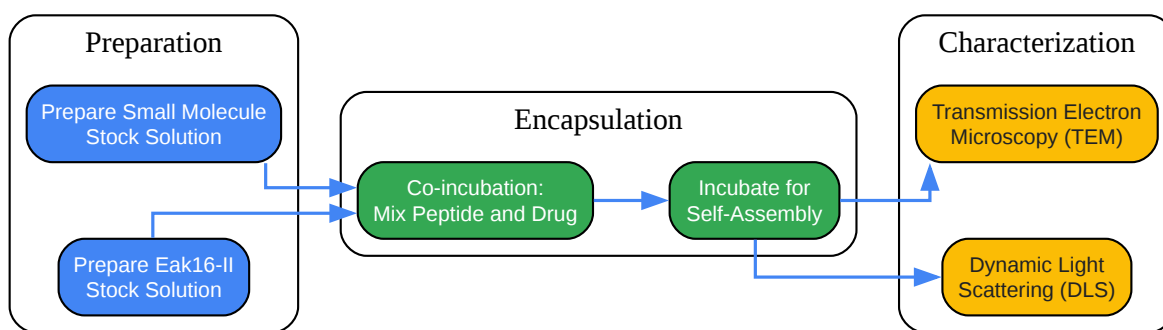 Preparation
Prepare Small Molecule
Stock Solution
Prepare Eak16-II
Stock Solution
Encapsulation
Co-incubation:
Mix Peptide and Drug
Incubate for
Self-Assembly
Characterization
Transmission Electron
Microscopy (TEM)
Dynamic Light
Scattering (DLS)